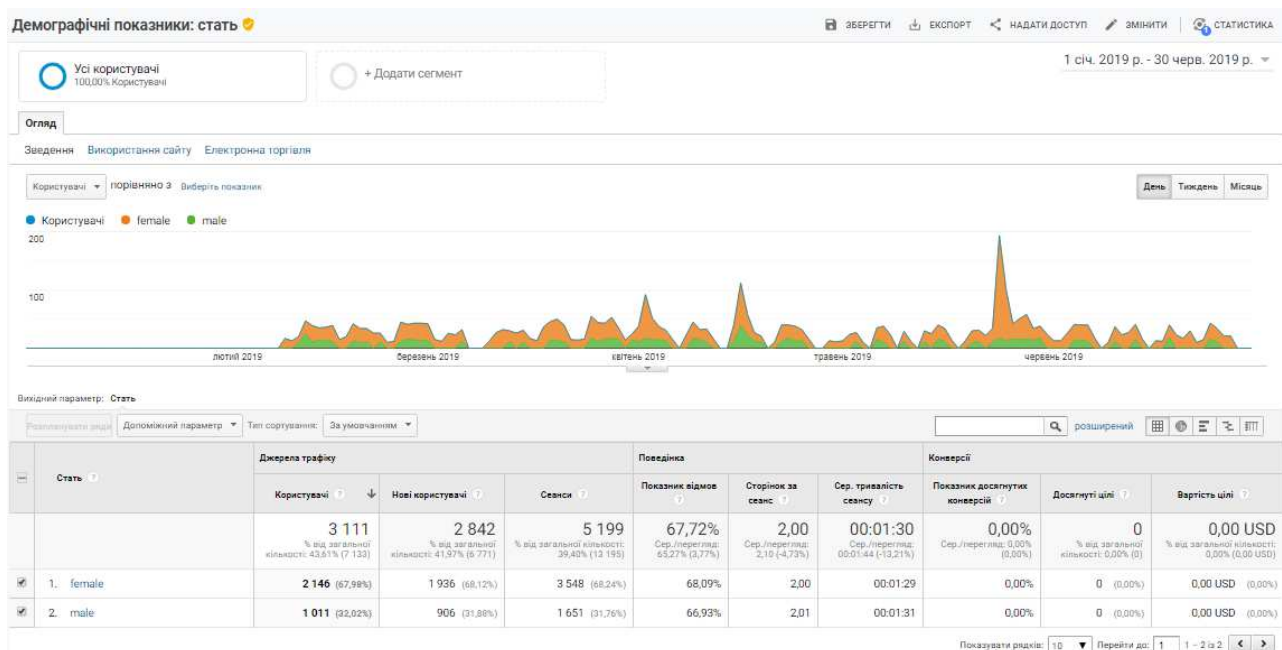 Демографічні показники: стать
ЗБЕРЕГТИ ЕКСПОРТ НАДАТИ ДОСТУП ЗМІНИТИ СТАТИСТИКА
Усі користувачі
100,00% Користувачі
+ Додати сегмент
1 січ. 2019 р. - 30 черв. 2019 р.
Огляд
Зведення Використання сайту Електронна торгівля
Користувачі порівняно з Виберіть показник
День Тиждень Місяць
Користувачі female male
200
100
лютий 2019 березень 2019 квітень 2019 травень 2019 червень 2019
Вихідний параметр: Стать
Розпланувати ряди Допоміжний параметр Тип сортування: За умовчанням розширений
Стать
Джерела трафіку Поведінка Конверсії
Користувачі Нові користувачі Сеанси Показник відмов Сторінок за сеанс Сер. тривалість сеансу Показник досягнутих конверсій Досягнуті цілі Вартість цілі
3 111 2 842 5 199 67,72% 2,00 00:01:30 0,00% 0 0,00 USD
% від загальної кількості: 43,61% (7 133) % від загальної кількості: 41,97% (6 771) % від загальної кількості: 39,40% (13 195) Сер./перегляд: 65,27% (3,77%) Сер./перегляд: 2,10 (-4,73%) Сер./перегляд: 00:01:44 (-13,21%) Сер./перегляд: 0,00% (0,00%) % від загальної кількості: 0,00% (0) % від загальної кількості: 0,00% (0,00 USD)
1. female 2 146 (67,98%) 1 936 (68,12%) 3 548 (68,24%) 68,09% 2,00 00:01:29 0,00% 0 (0,00%) 0,00 USD (0,00%)
2. male 1 011 (32,02%) 906 (31,88%) 1 651 (31,76%) 66,93% 2,01 00:01:31 0,00% 0 (0,00%) 0,00 USD (0,00%)
Показувати рядків: 10 Перейти до: 1 1 - 2 із 2